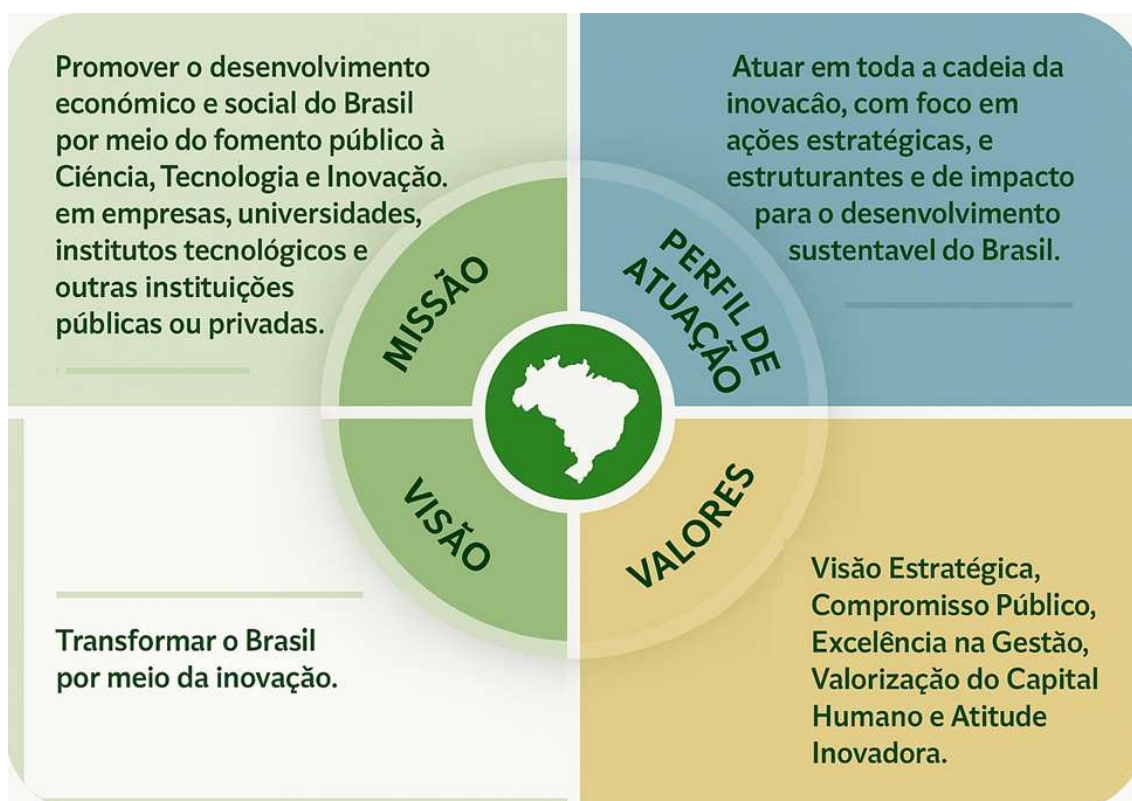 Promover o desenvolvimento
económico e social do Brasil
por meio do fomento público à
Ciéncia, Tecnologia e Inovação.
em empresas, universidades,
institutos tecnológicos e
outras instituições
públicas ou privadas.
MISSÃO
Atuar em toda a cadeia da
inovacâo, com foco em
ações estratégicas, e
estruturantes e de impacto
para o desenvolvimento
sustentavel do Brasil.
PERFIL DE
ATUAÇÃO
VISÃO
Transformar o Brasil
por meio da inovação.
VALORES
Visão Estratégica,
Compromisso Público,
Excelência na Gestão,
Valorização do Capital
Humano e Atitude
Inovadora.